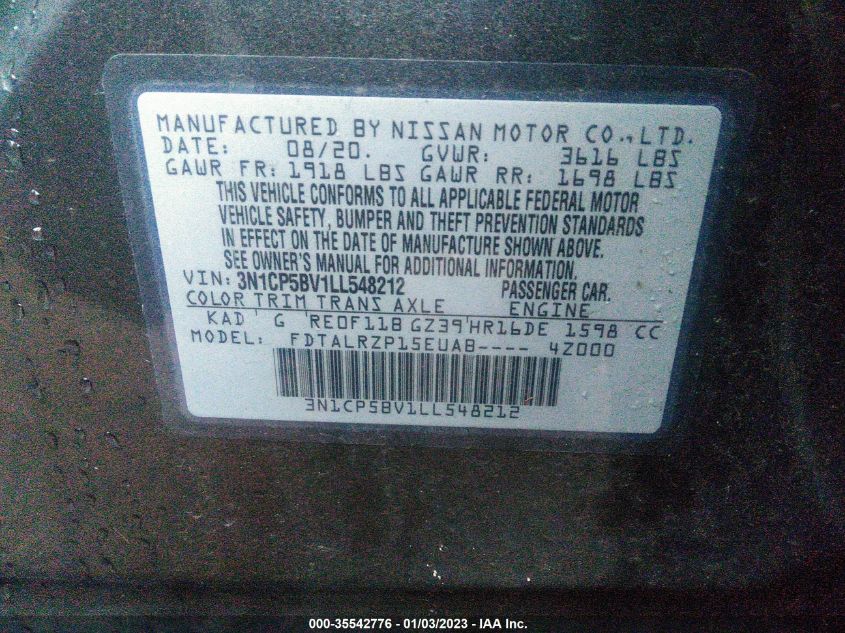 MANUFACTURED BY NISSAN MOTOR CO.,LTD.
DATE: 08/20. GVWR: 3616 LBS
GAWR FR: 1918 LBS GAWR RR: 1698 LBS
THIS VEHICLE CONFORMS TO ALL APPLICABLE FEDERAL MOTOR
VEHICLE SAFETY, BUMPER AND THEFT PREVENTION STANDARDS
IN EFFECT ON THE DATE OF MANUFACTURE SHOWN ABOVE.
SEE OWNER'S MANUAL FOR ADDITIONAL INFORMATION.
VIN: 3N1CP5BV1LL548212 PASSENGER CAR.
COLOR TRIM TRANS AXLE ENGINE
KAD ' G RE0F11B GZ39'HR16DE 1598 CC
MODEL: FDTALRZP15EUAB---- 4Z000
3N1CP5BV1LL548212
000-35542776 - 01/03/2023 - IAA Inc.